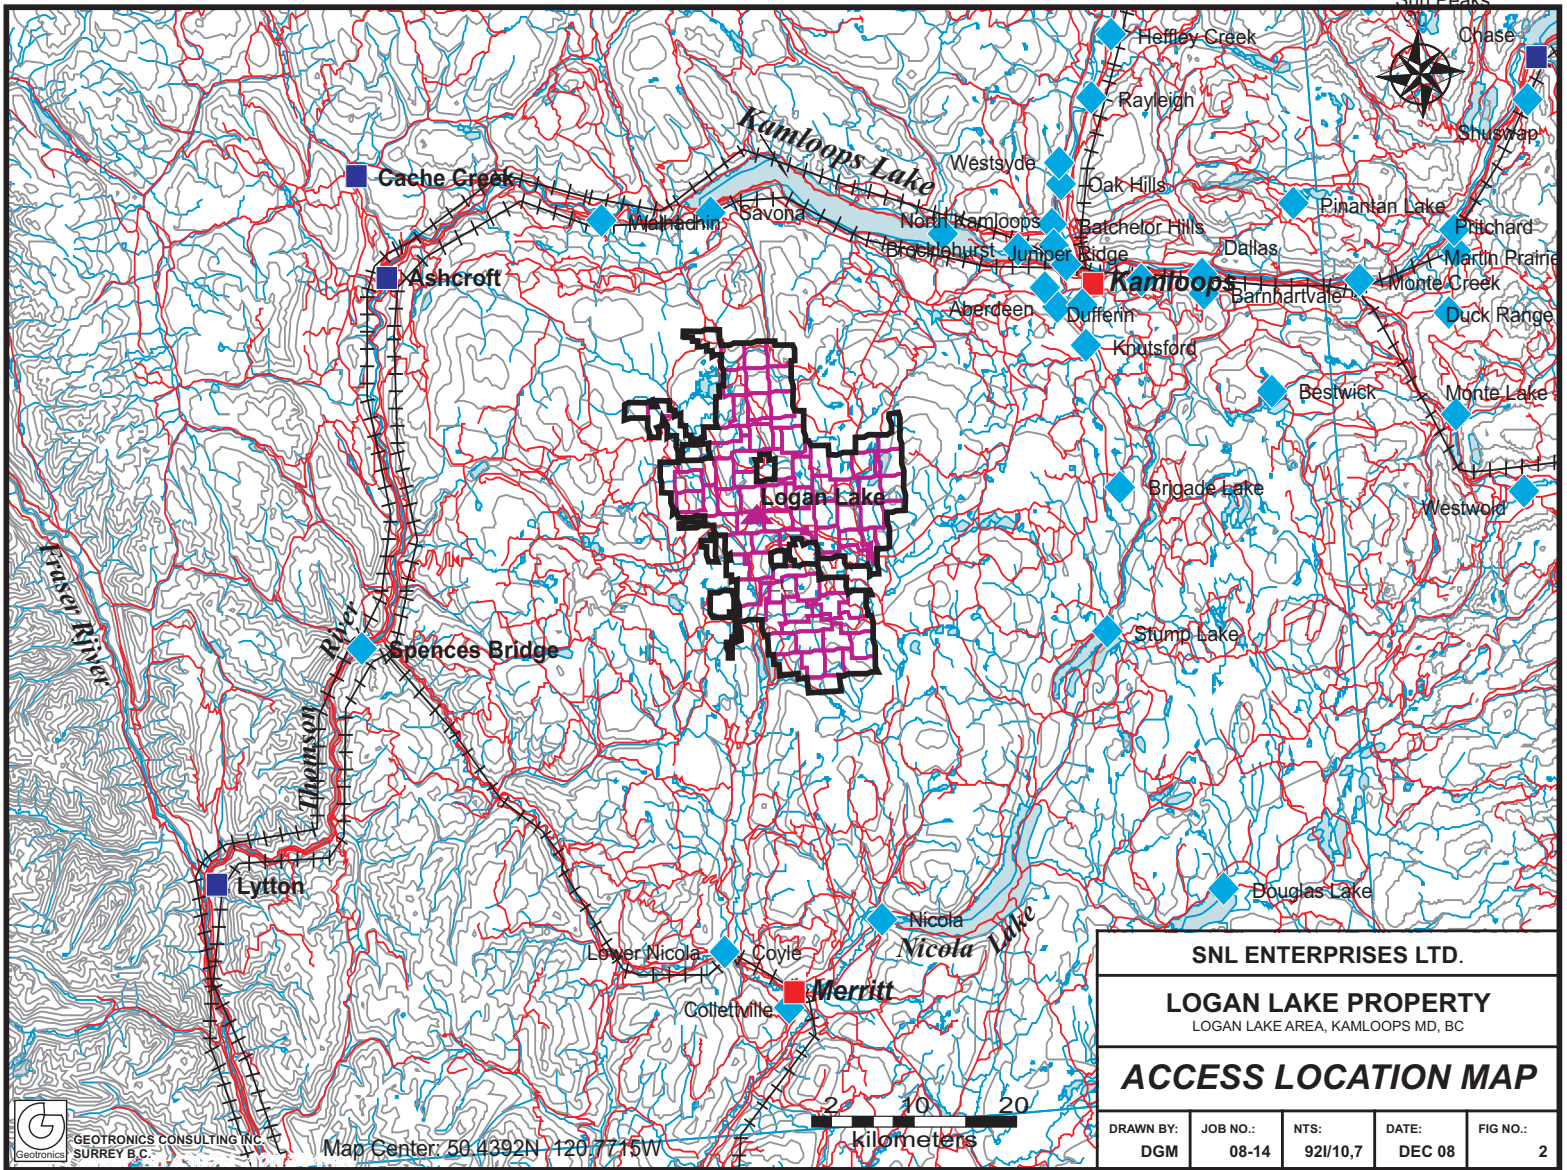 Sun Peaks
Chase
Heffley Creek
Rayleigh
Shuswap
Kamloops Lake
Westsyde
Cache Creek
Oak Hills
Pinantan Lake
Walhachin
Savona
North Kamloops
Batchelor Hills
Pritchard
Brocklehurst
Juniper Ridge
Dallas
Martin Prairie
Ashcroft
Kamloops
Barnhartvale
Monte Creek
Aberdeen
Dufferin
Duck Range
Knutsford
Bestwick
Monte Lake
Logan Lake
Brigade Lake
Westwold
Fraser River
Thomson River
Spences Bridge
Stump Lake
Lytton
Douglas Lake
Nicola
Nicola Lake
Lower Nicola
Coyle
Merritt
Collettville
SNL ENTERPRISES LTD.
LOGAN LAKE PROPERTY
LOGAN LAKE AREA, KAMLOOPS MD, BC
ACCESS LOCATION MAP
DRAWN BY: JOB NO.: NTS: DATE: FIG NO.:
DGM 08-14 92I/10,7 DEC 08 2
2 10 20
kilometers
Map Center: 50.4392N 120.7715W
Geotronics
GEOTRONICS CONSULTING INC.
SURREY B.C.